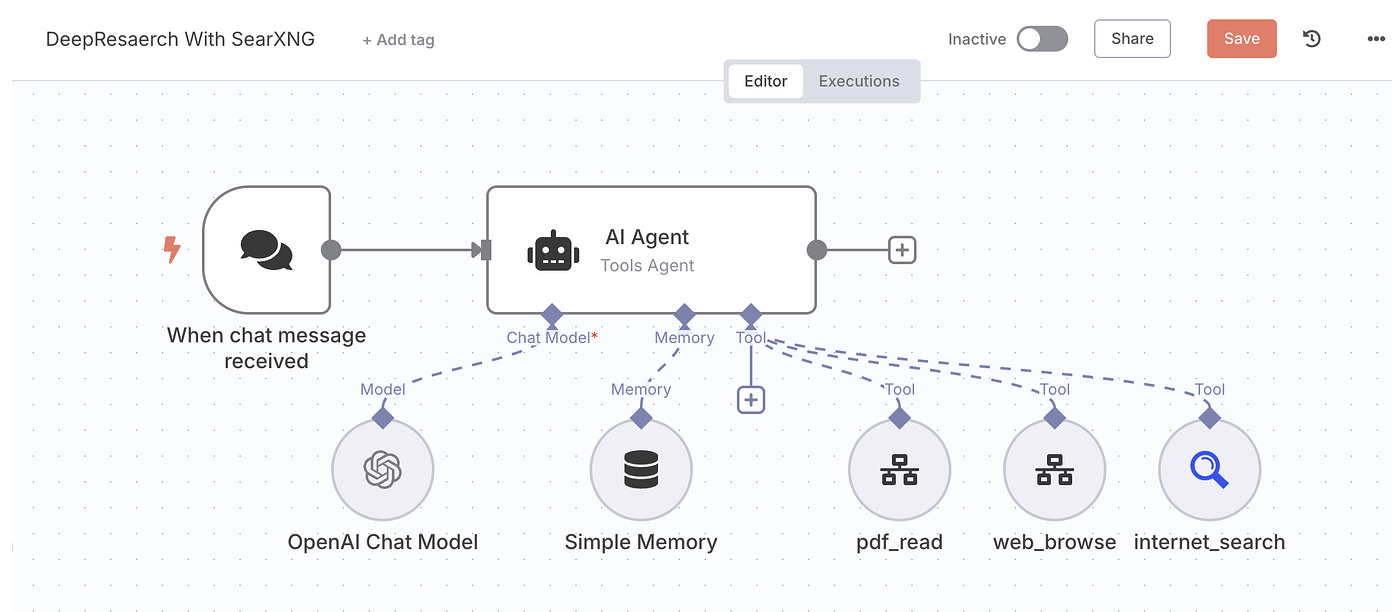 DeepResaerch With SearXNG
+ Add tag
Inactive
Share
Save
Editor
Executions
AI Agent
Tools Agent
When chat message
received
Chat Model*
Memory
Tool
Model
Memory
Tool
Tool
Tool
OpenAI Chat Model
Simple Memory
pdf_read
web_browse
internet_search